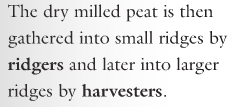 The dry milled peat is then
gathered into small ridges by
ridgers and later into larger
ridges by harvesters.